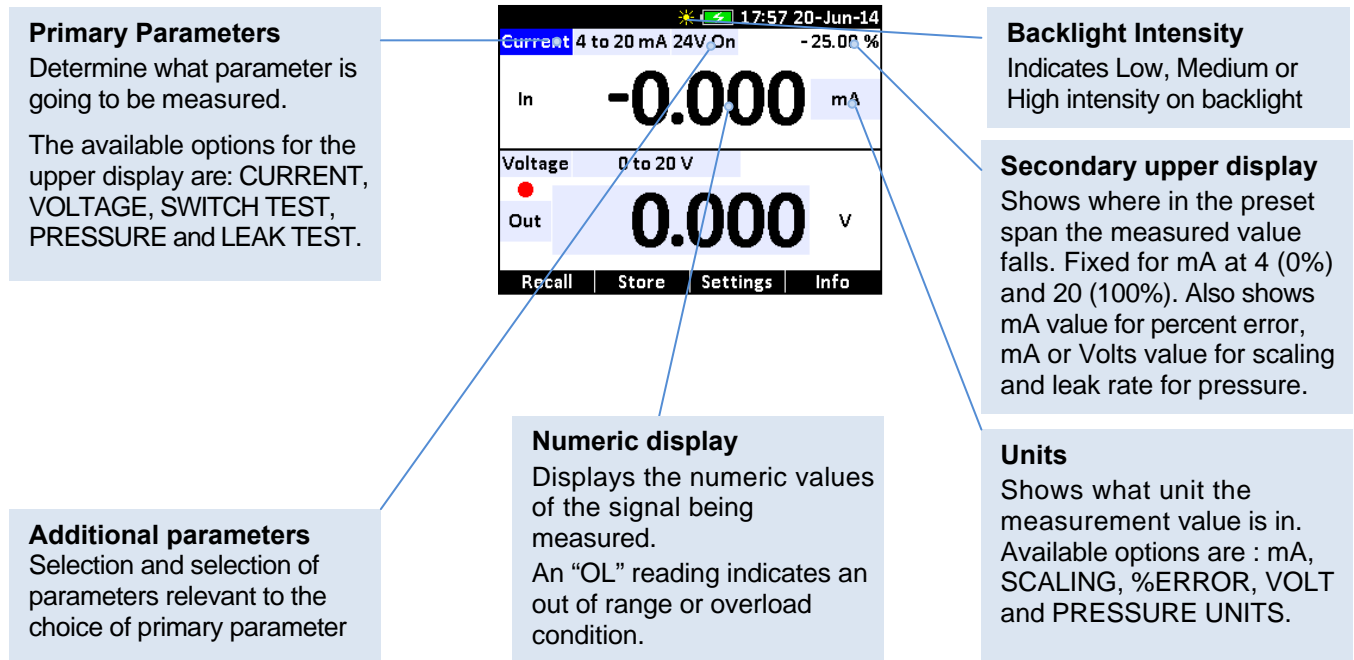 Primary Parameters
Determine what parameter is
going to be measured.
The available options for the
upper display are: CURRENT,
VOLTAGE, SWITCH TEST,
PRESSURE and LEAK TEST.
17:57 20-Jun-14
Current 4 to 20 mA 24V On -25.00 %
In -0.000 mA
Voltage 0 to 20 V
Out 0.000 V
Recall Store Settings Info
Backlight Intensity
Indicates Low, Medium or
High intensity on backlight
Secondary upper display
Shows where in the preset
span the measured value
falls. Fixed for mA at 4 (0%)
and 20 (100%). Also shows
mA value for percent error,
mA or Volts value for scaling
and leak rate for pressure.
Additional parameters
Selection and selection of
parameters relevant to the
choice of primary parameter
Numeric display
Displays the numeric values
of the signal being
measured.
An “OL” reading indicates an
out of range or overload
condition.
Units
Shows what unit the
measurement value is in.
Available options are : mA,
SCALING, %ERROR, VOLT
and PRESSURE UNITS.